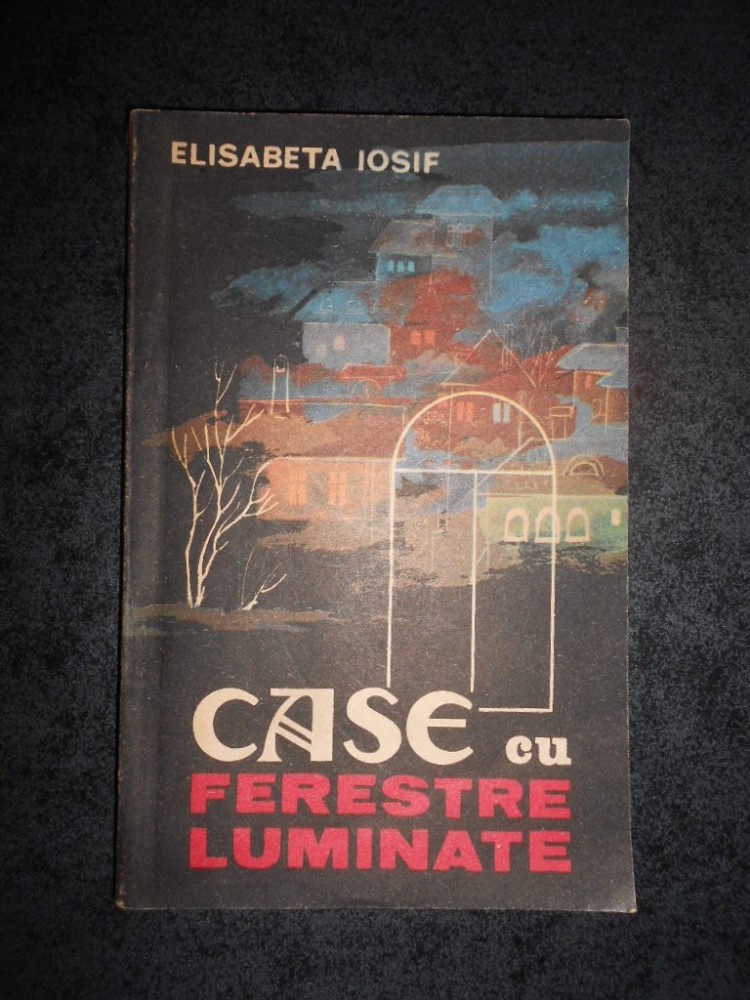 ELISABETA IOSIF
CASE cu
FERESTRE
LUMINATE